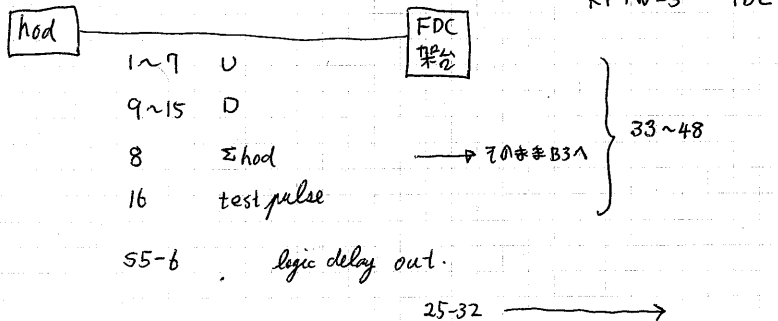 hod
FDC
架台
1~7 U
9~15 D
8 Σhod → そのままB3へ
33~48
16 test pulse
S5-6 . logic delay out.
25-32 →